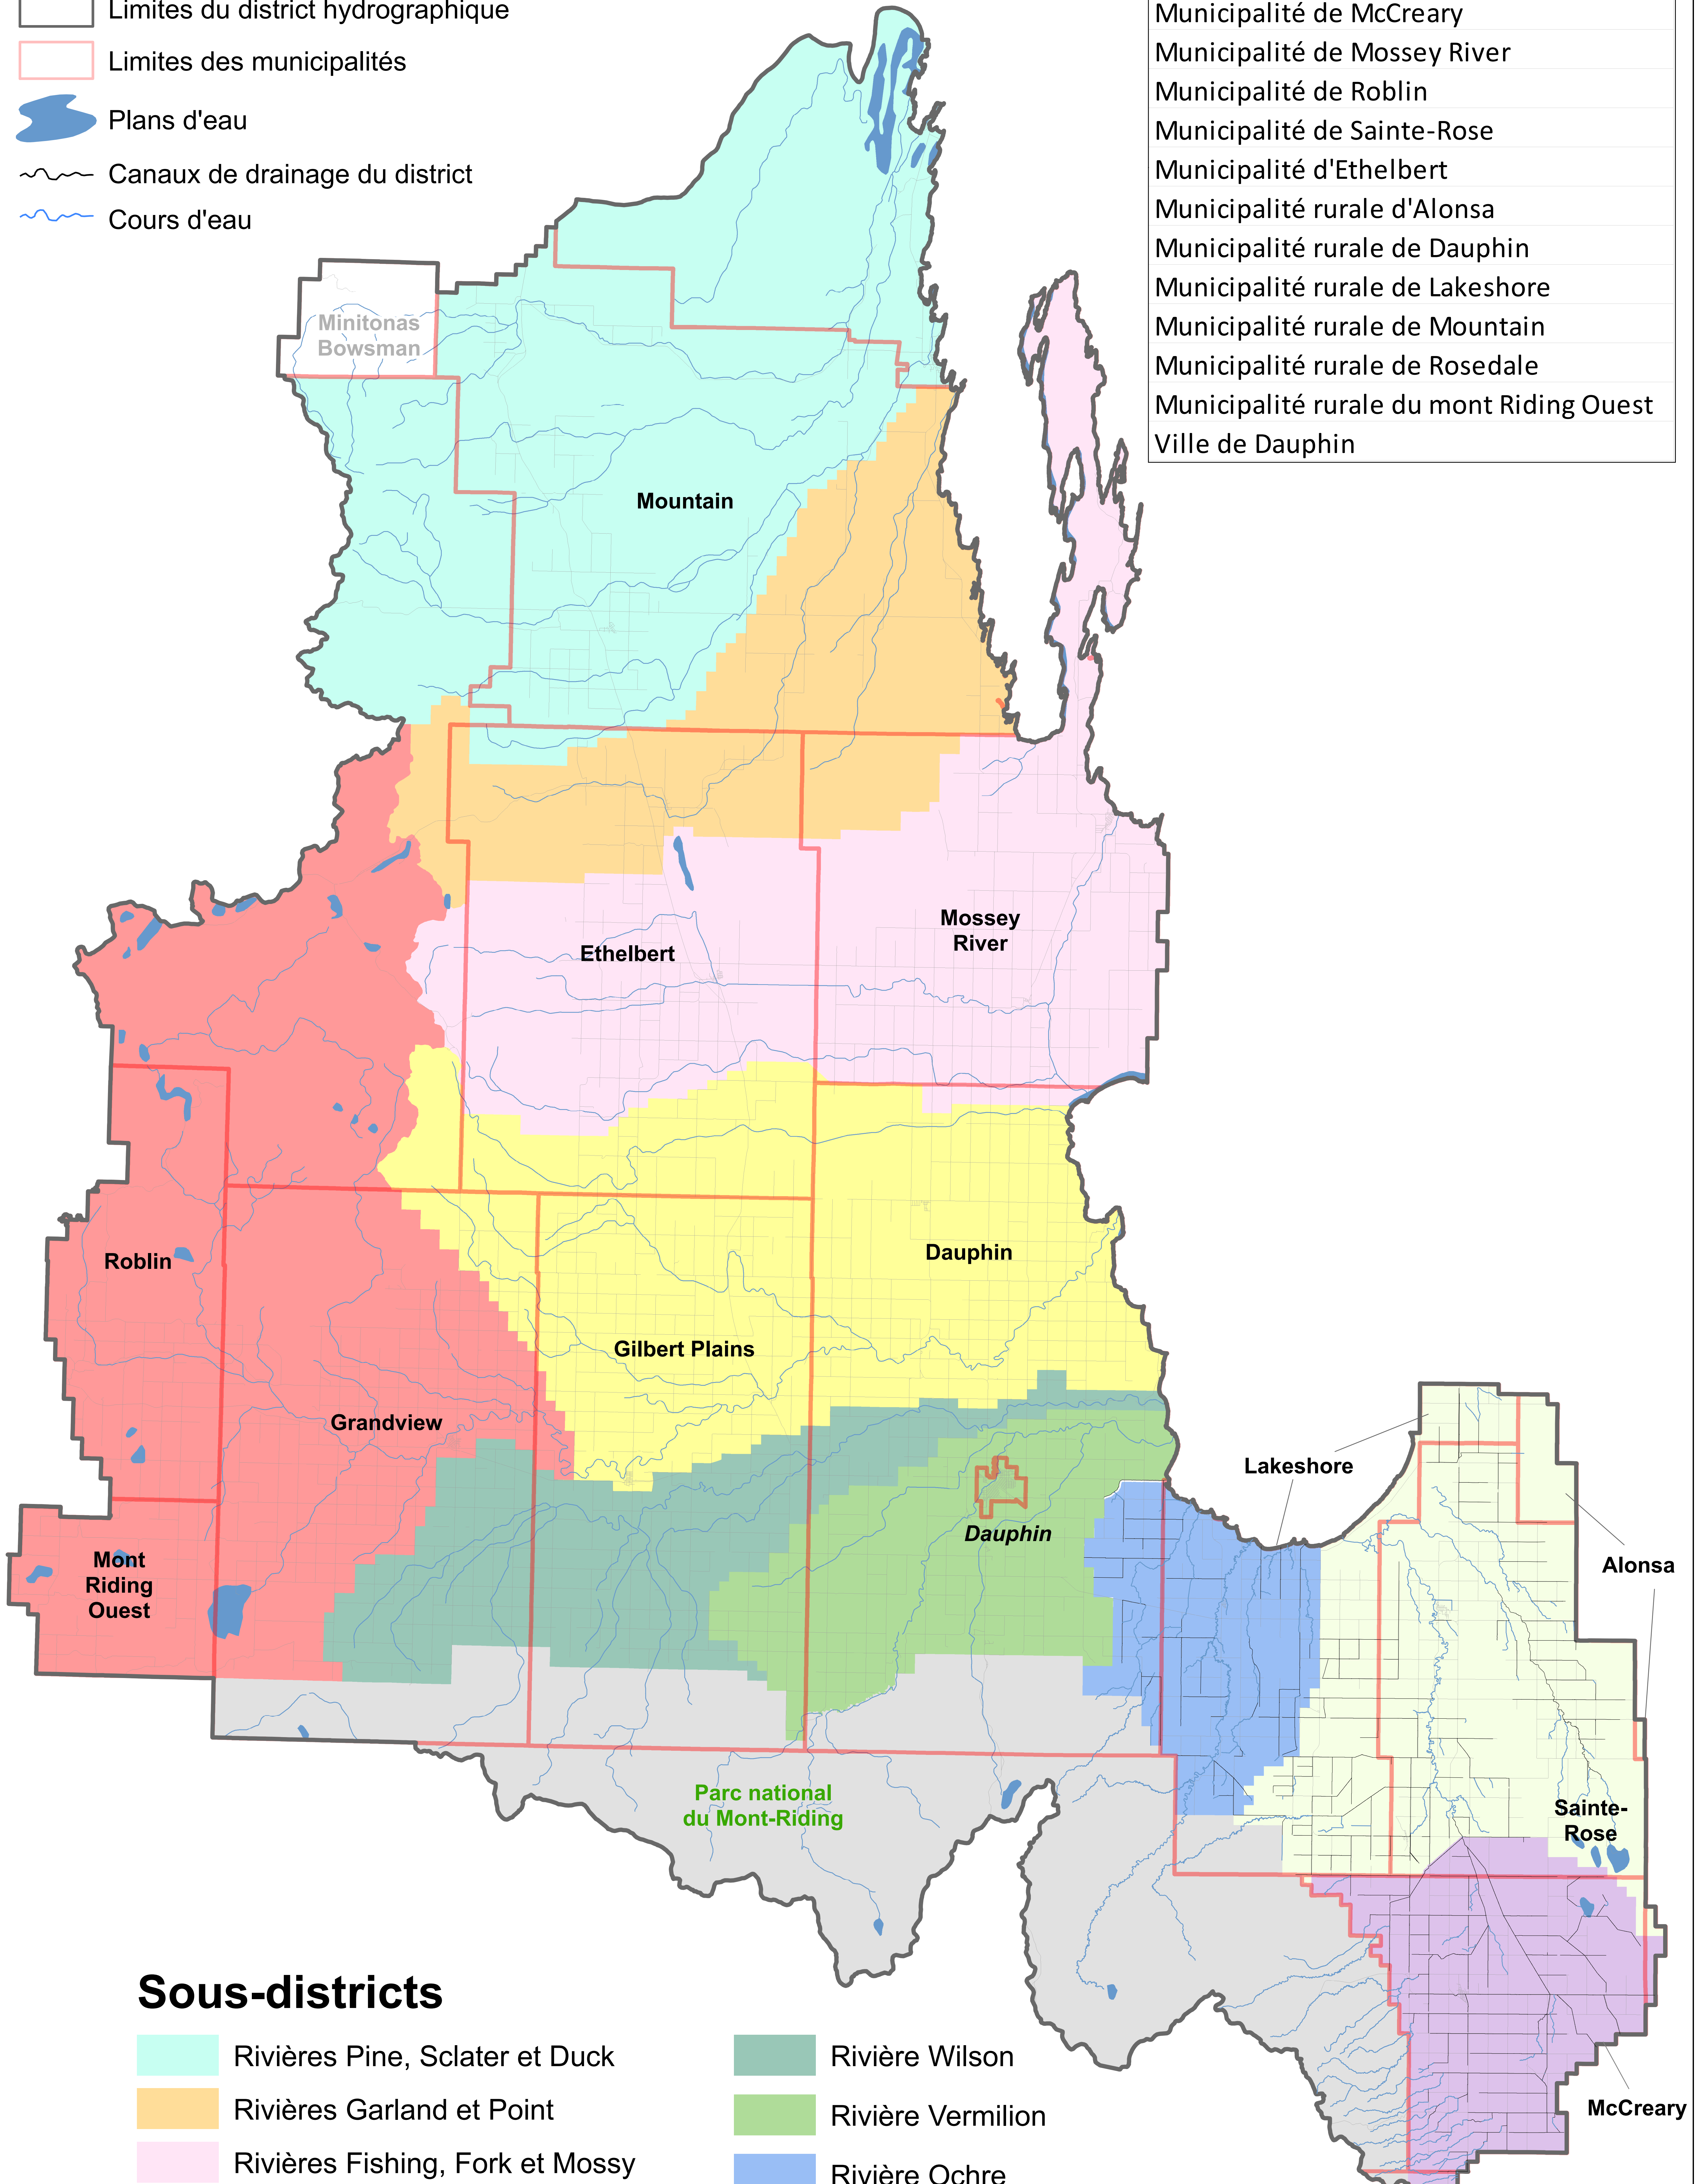 Limites du district hydrographique
Limites des municipalités
Plans d'eau
Canaux de drainage du district
Cours d'eau
Municipalité de McCreary
Municipalité de Mossey River
Municipalité de Roblin
Municipalité de Sainte-Rose
Municipalité d'Ethelbert
Municipalité rurale d'Alonsa
Municipalité rurale de Dauphin
Municipalité rurale de Lakeshore
Municipalité rurale de Mountain
Municipalité rurale de Rosedale
Municipalité rurale du mont Riding Ouest
Ville de Dauphin
Minitonas
Bowsman
Mountain
Mossey
River
Ethelbert
Dauphin
Roblin
Gilbert Plains
Grandview
Lakeshore
Dauphin
Alonsa
Mont
Riding
Ouest
Parc national
du Mont-Riding
Sainte-
Rose
McCreary
Sous-districts
Rivières Pine, Sclater et Duck
Rivières Garland et Point
Rivières Fishing, Fork et Mossy
Rivière Wilson
Rivière Vermilion
Rivière Ochre